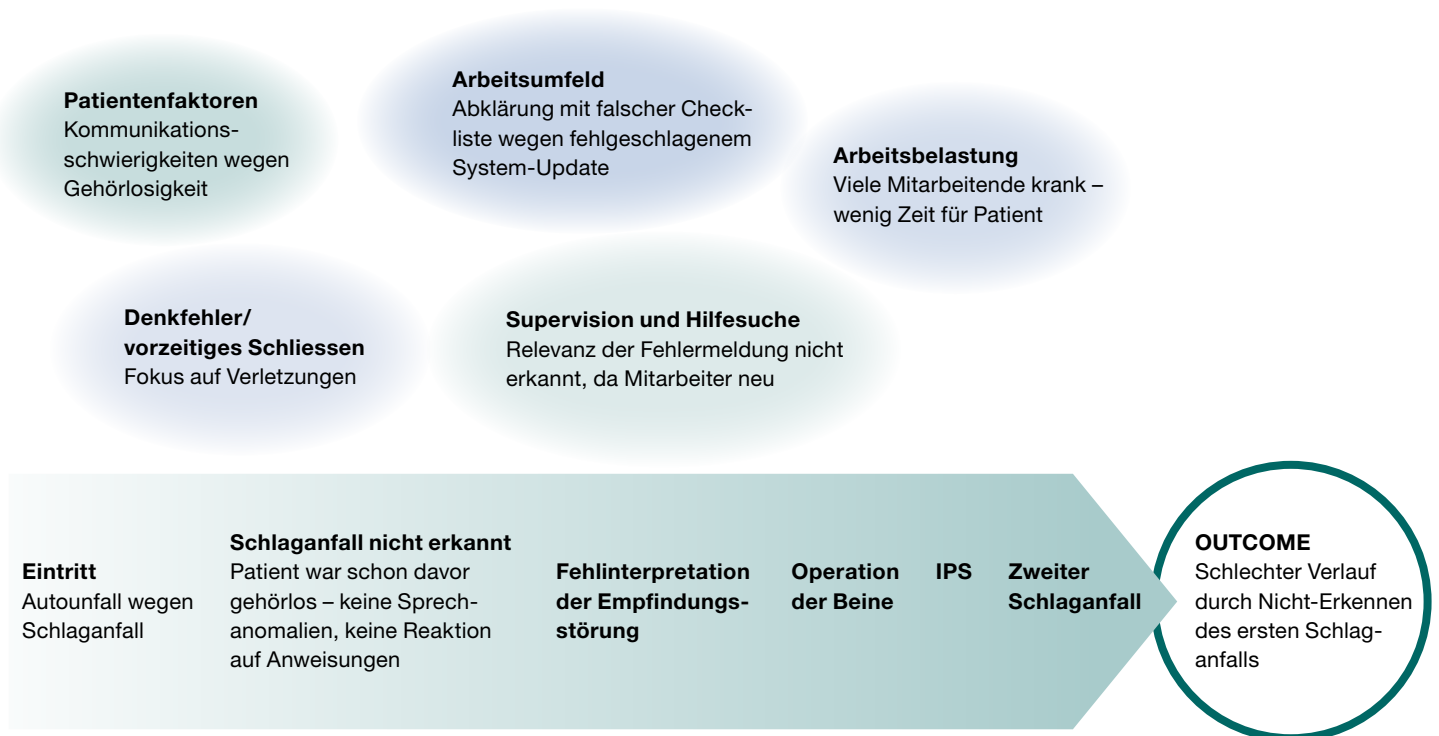 Patientenfaktoren
Kommunikations-
schwierigkeiten wegen
Gehörlosigkeit
Arbeitsumfeld
Abklärung mit falscher Check-
liste wegen fehlgeschlagenem
System-Update
Arbeitsbelastung
Viele Mitarbeitende krank –
wenig Zeit für Patient
Denkfehler/
vorzeitiges Schliessen
Fokus auf Verletzungen
Supervision und Hilfesuche
Relevanz der Fehlermeldung nicht
erkannt, da Mitarbeiter neu
Eintritt
Autounfall wegen
Schlaganfall
Schlaganfall nicht erkannt
Patient war schon davor
gehörlos – keine Sprech-
anomalien, keine Reaktion
auf Anweisungen
Fehlinterpretation
der Empfindungs-
störung
Operation
der Beine
IPS
Zweiter
Schlaganfall
OUTCOME
Schlechter Verlauf
durch Nicht-Erkennen
des ersten Schlag-
anfalls